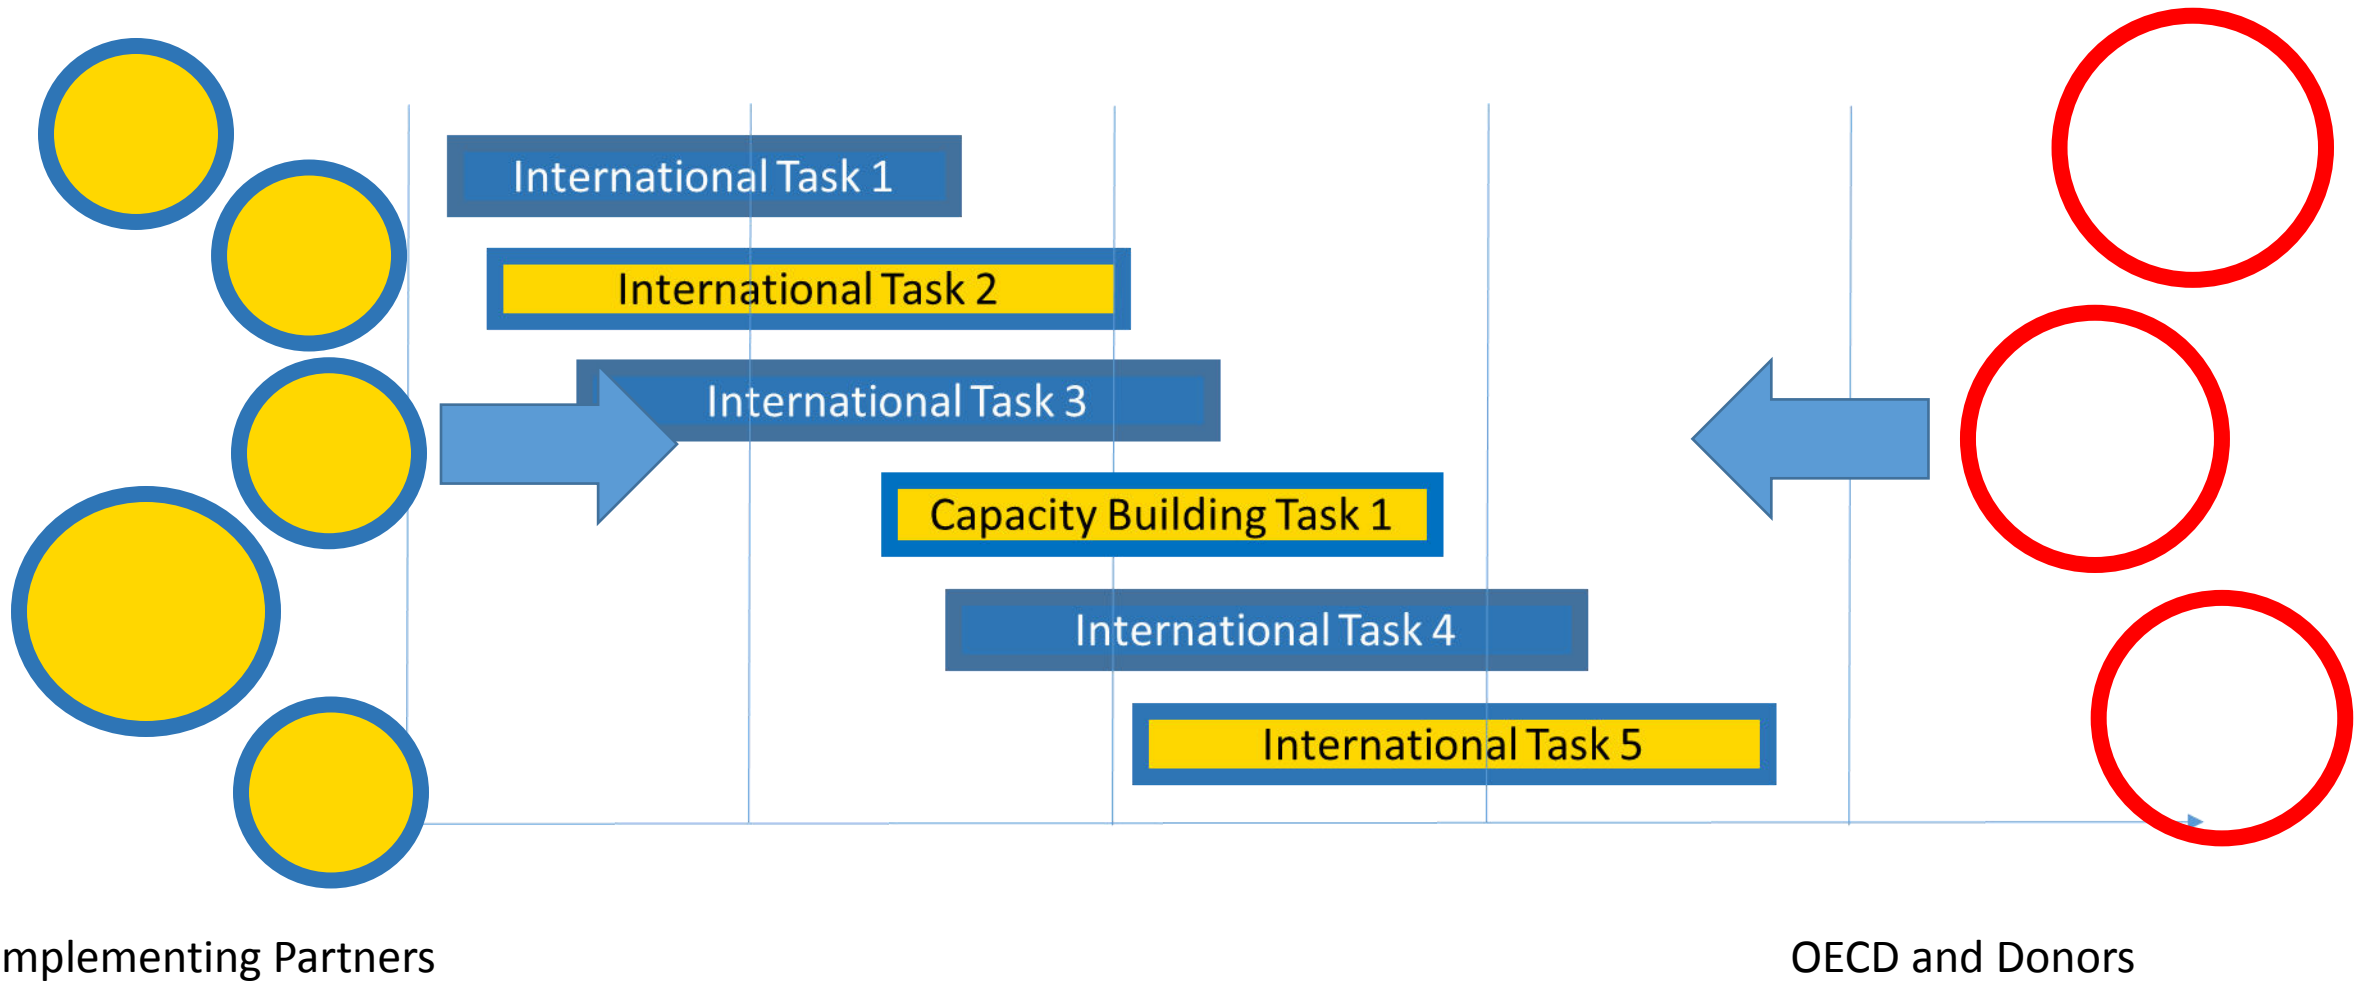 International Task 1
International Task 2
International Task 3
Capacity Building Task 1
International Task 4
International Task 5
mplementing Partners
OECD and Donors